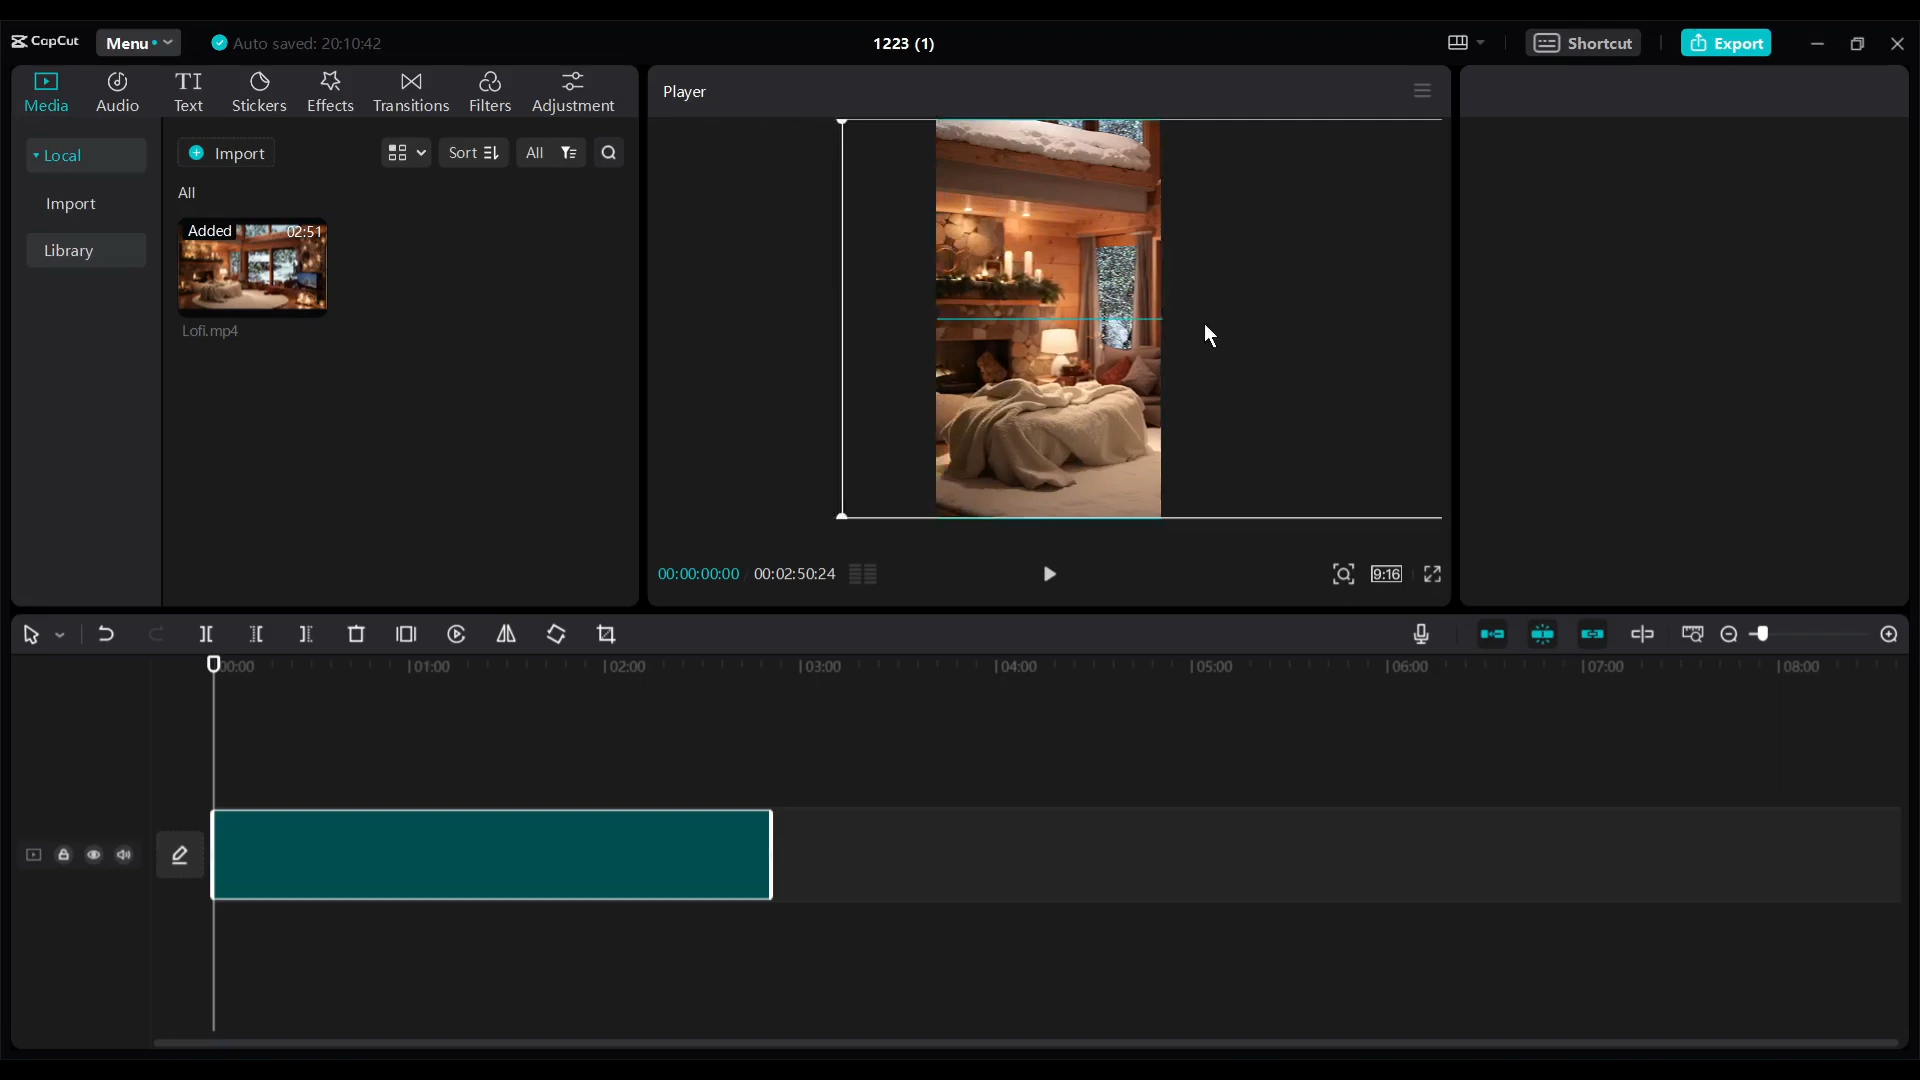 CapCut Menu Auto saved: 20:10:42 1223 (1) Shortcut Export
Media Audio Text Stickers Effects Transitions Filters Adjustment
Player
Local
Import
Library
Import Sort All
All
Added 02:51
Lofi.mp4
00:00:00:00 00:02:50:24 9:16
00:00 01:00 02:00 03:00 04:00 05:00 06:00 07:00 08:00